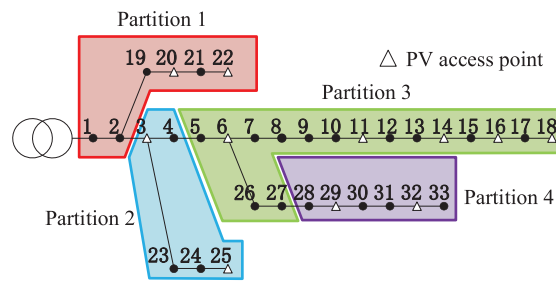 Partition 1
19 20 21 22
PV access point
Partition 3
1 2 3 4 5 6 7 8 9 10 11 12 13 14 15 16 17 18
26 27 28 29 30 31 32 33
Partition 4
Partition 2
23 24 25